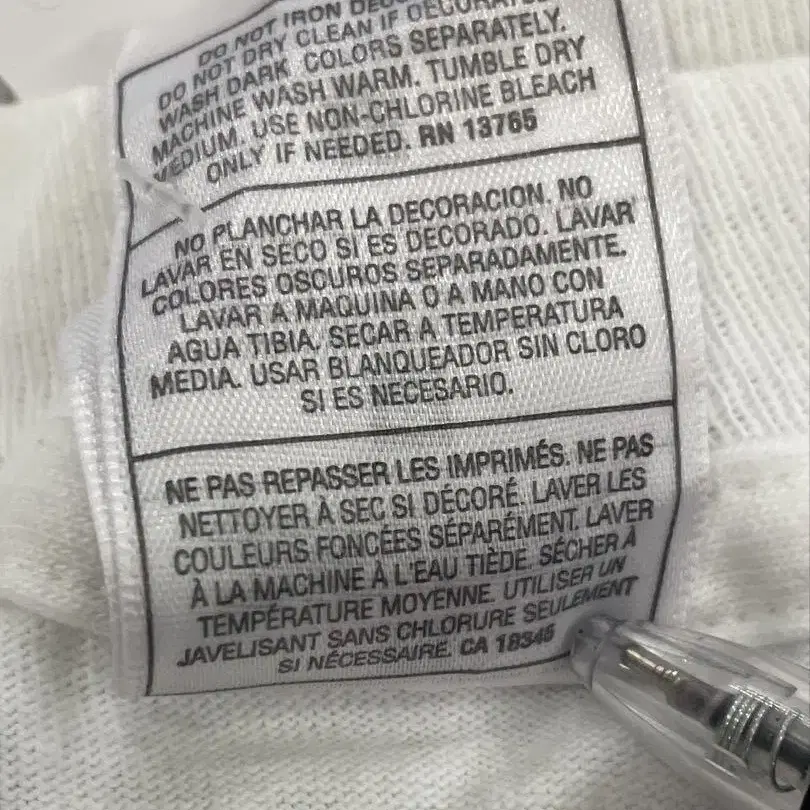 DO NOT IRON
DO NOT DRY CLEAN IF
WASH DARK COLORS SEPARATELY.
MACHINE WASH WARM. TUMBLE DRY
MEDIUM. USE NON-CHLORINE BLEACH
ONLY IF NEEDED. RN 13765
NO PLANCHAR LA DECORACION. NO
LAVAR EN SECO SI ES DECORADO. LAVAR
COLORES OSCUROS SEPARADAMENTE.
LAVAR A MAQUINA O A MANO CON
AGUA TIBIA. SECAR A TEMPERATURA
MEDIA. USAR BLANQUEADOR SIN CLORO
SI ES NECESARIO.
NE PAS REPASSER LES IMPRIMÉS. NE PAS
NETTOYER À SEC SI DÉCORÉ. LAVER LES
COULEURS FONCÉES SÉPARÉMENT. LAVER
À LA MACHINE À L'EAU TIÈDE. SÉCHER À
TEMPÉRATURE MOYENNE. UTILISER UN
JAVELISANT SANS CHLORURE SEULEMENT
SI NÉCESSAIRE. CA 18345